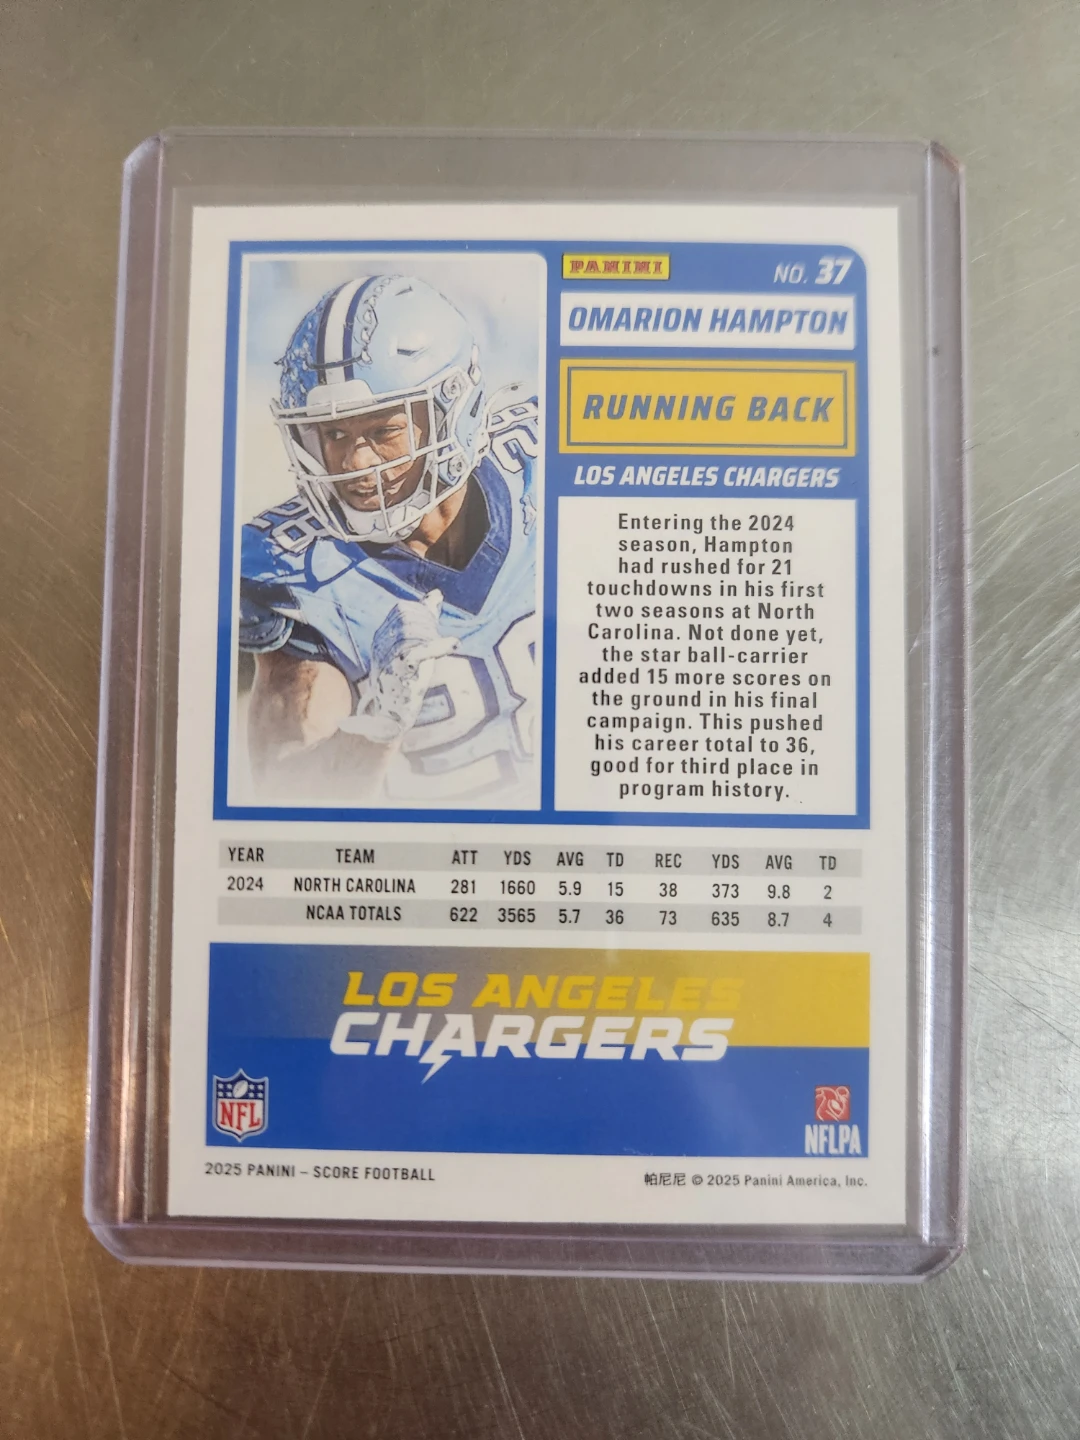 PANINI
NO. 37
OMARION HAMPTON
RUNNING BACK
LOS ANGELES CHARGERS
Entering the 2024
season, Hampton
had rushed for 21
touchdowns in his first
two seasons at North
Carolina. Not done yet,
the star ball-carrier
added 15 more scores on
the ground in his final
campaign. This pushed
his career total to 36,
good for third place in
program history.
28
28
28
YEAR TEAM ATT YDS AVG TD REC YDS AVG TD
2024 NORTH CAROLINA 281 1660 5.9 15 38 373 9.8 2
NCAA TOTALS 622 3565 5.7 36 73 635 8.7 4
LOS ANGELES
CHARGERS
NFL
NFLPA
2025 PANINI – SCORE FOOTBALL
帕尼尼 © 2025 Panini America, Inc.